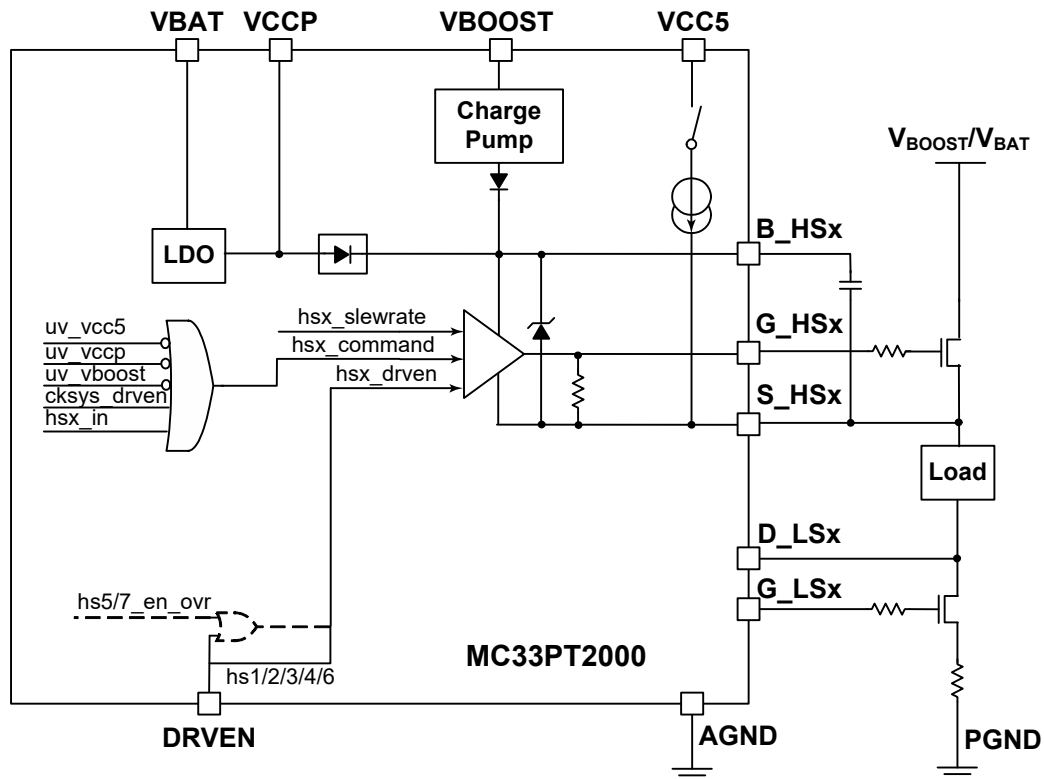 VBAT VCCP VBOOST VCC5
Charge
Pump
VBOOST/VBAT
B_HSx
LDO
G_HSx
hsx_slewrate
uv_vcc5
hsx_command
uv_vccp
uv_vboost
hsx_drven
cksys_drven
hsx_in
S_HSx
Load
D_LSx
hs5/7_en_ovr
G_LSx
MC33PT2000
hs1/2/3/4/6
DRVEN
AGND
PGND